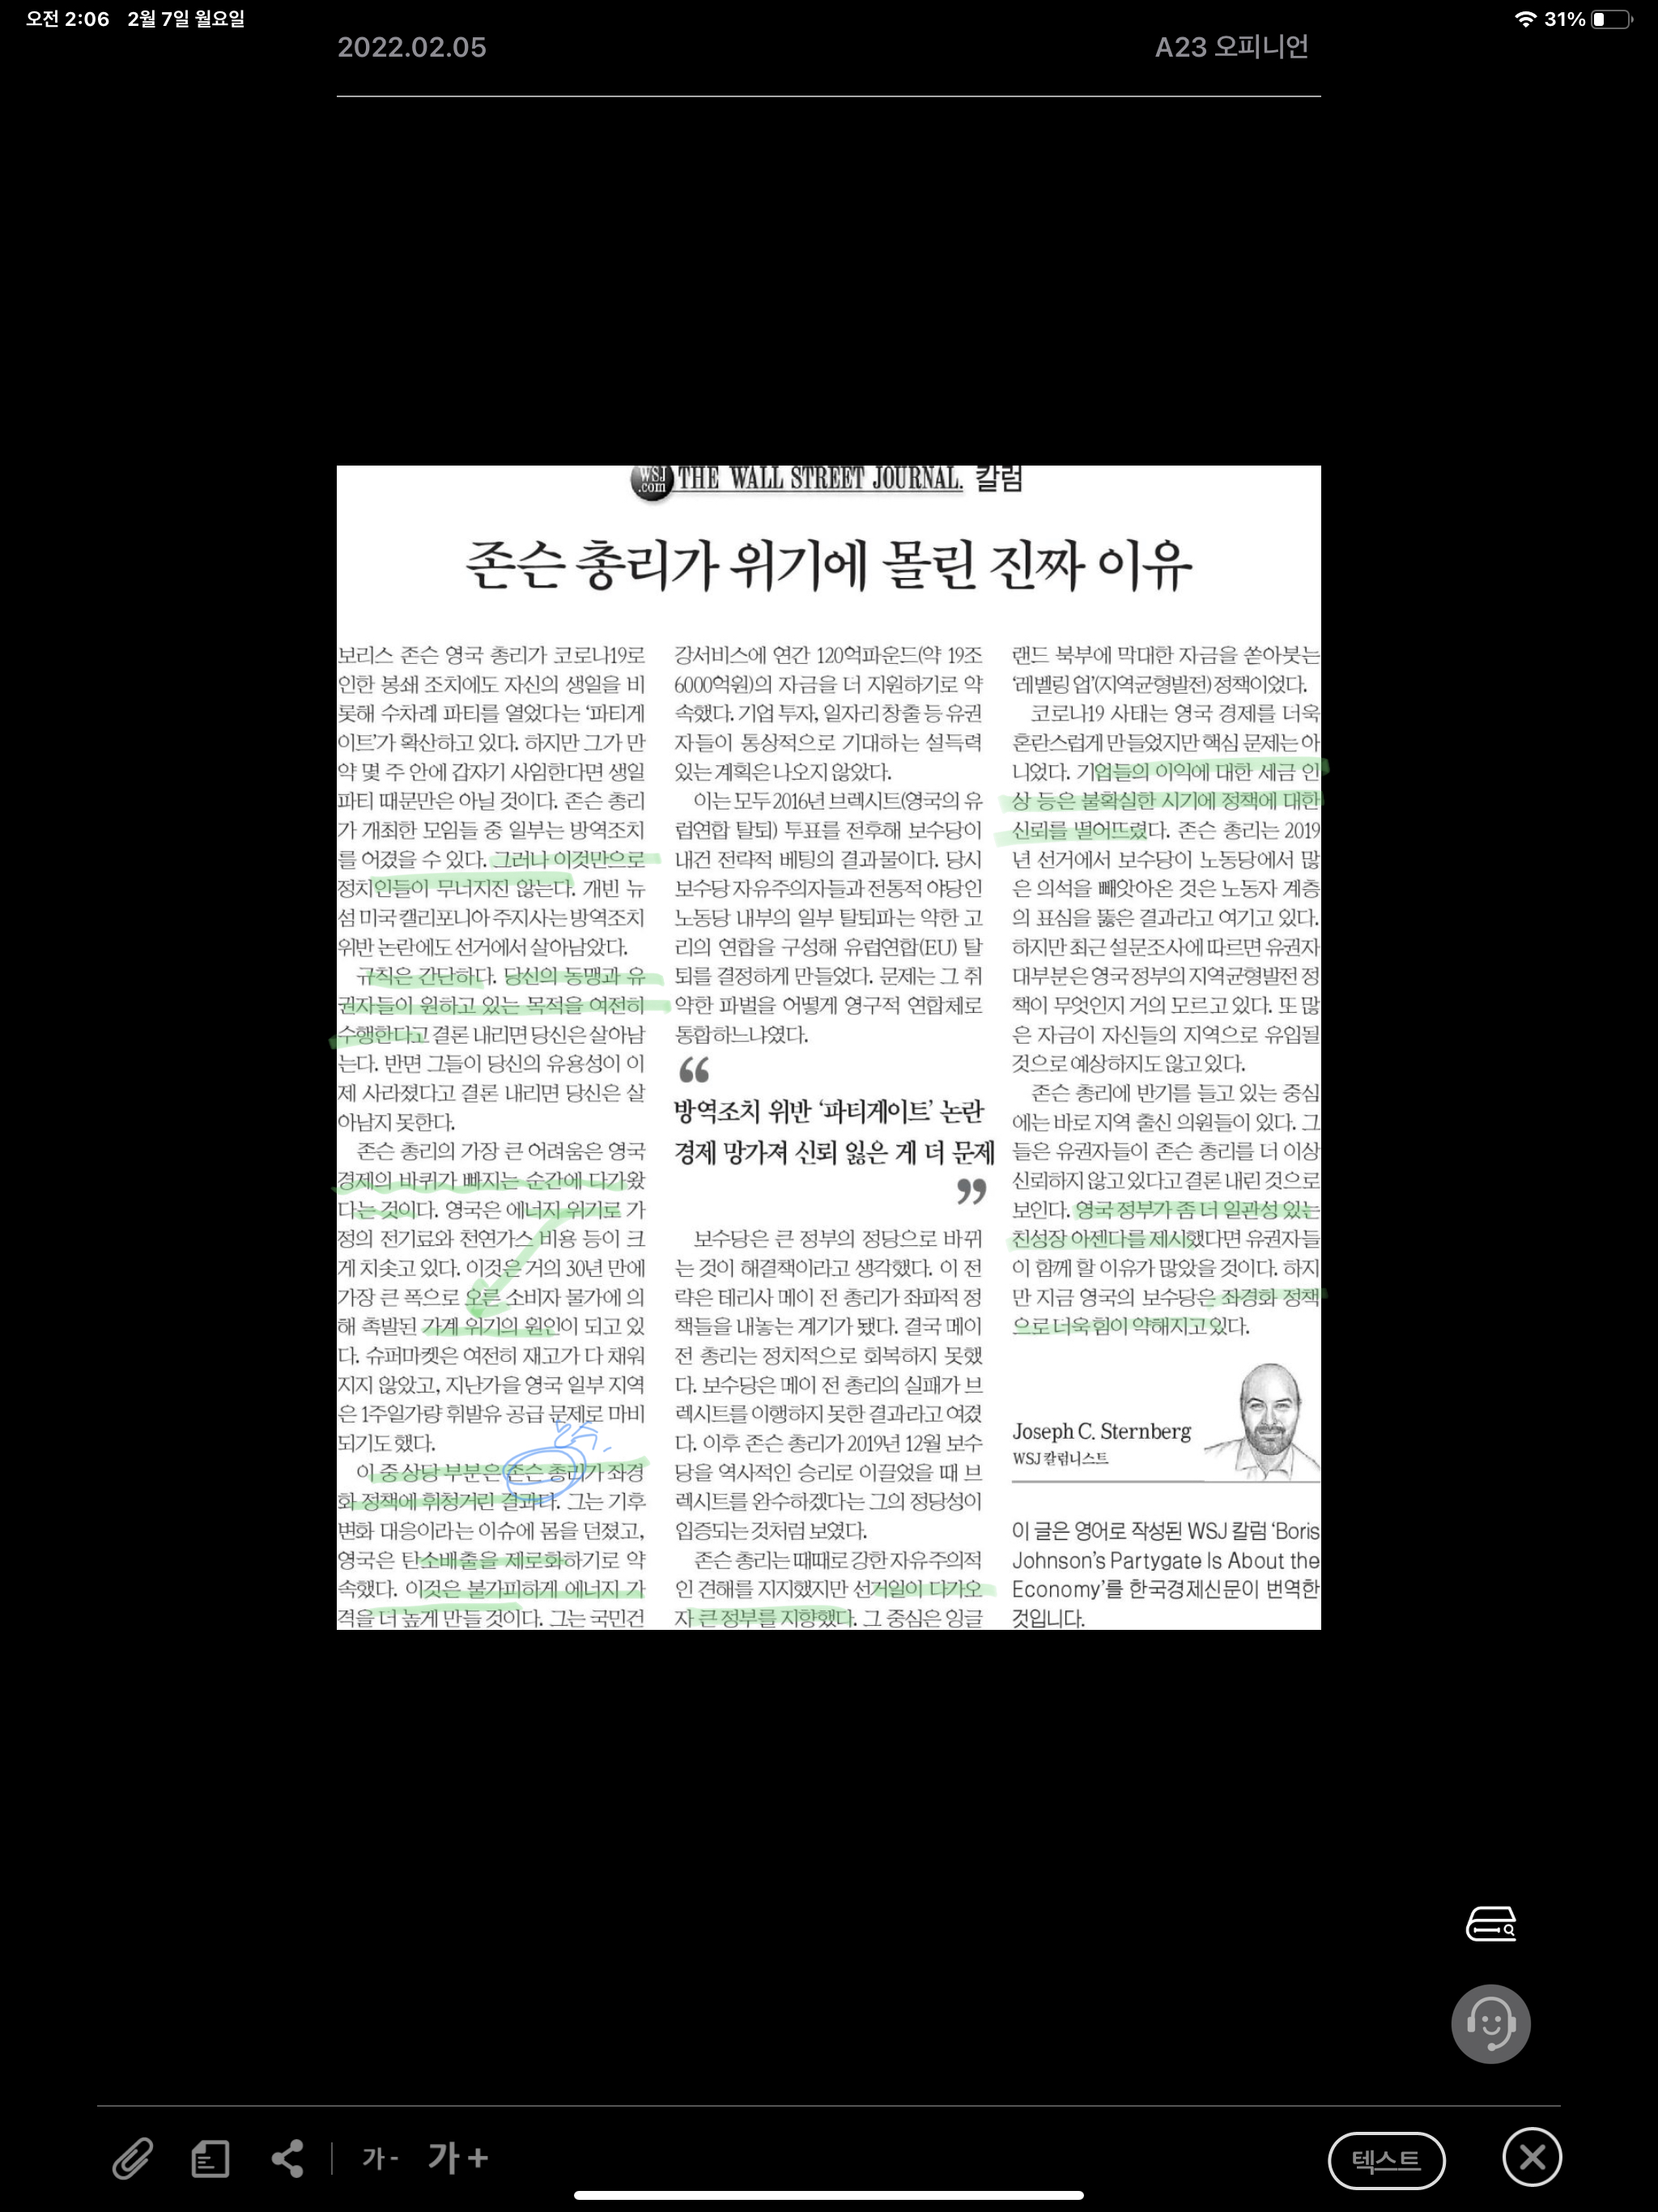 오전 2:06 2월 7일 월요일
31%
2022.02.05
A23 오피니언
WSJ
.com
THE WALL STREET JOURNAL. 칼럼
존슨 총리가 위기에 몰린 진짜 이유
보리스 존슨 영국 총리가 코로나19로
인한 봉쇄 조치에도 자신의 생일을 비
롯해 수차례 파티를 열었다는 ‘파티게
이트’가 확산하고 있다. 하지만 그가 만
약 몇 주 안에 갑자기 사임한다면 생일
파티 때문만은 아닐 것이다. 존슨 총리
가 개최한 모임들 중 일부는 방역조치
를 어겼을 수 있다. 그러나 이것만으로
정치인들이 무너지진 않는다. 개빈 뉴
섬 미국 캘리포니아 주지사는 방역조치
위반 논란에도 선거에서 살아남았다.
규칙은 간단하다. 당신의 동맹과 유
권자들이 원하고 있는 목적을 여전히
수행한다고 결론 내리면 당신은 살아남
는다. 반면 그들이 당신의 유용성이 이
제 사라졌다고 결론 내리면 당신은 살
아남지 못한다.
존슨 총리의 가장 큰 어려움은 영국
경제의 바퀴가 빠지는 순간에 다가왔
다는 것이다. 영국은 에너지 위기로 가
정의 전기료와 천연가스 비용 등이 크
게 치솟고 있다. 이것은 거의 30년 만에
가장 큰 폭으로 오른 소비자 물가에 의
해 촉발된 가계 위기의 원인이 되고 있
다. 슈퍼마켓은 여전히 재고가 다 채워
지지 않았고, 지난가을 영국 일부 지역
은 1주일가량 휘발유 공급 문제로 마비
되기도 했다.
이 중 상당 부분은 존슨 총리가 좌경
화 정책에 휘청거린 결과다. 그는 기후
변화 대응이라는 이슈에 몸을 던졌고,
영국은 탄소배출을 제로화하기로 약
속했다. 이것은 불가피하게 에너지 가
격을 더 높게 만들 것이다. 그는 국민건
강서비스에 연간 120억파운드(약 19조
6000억원)의 자금을 더 지원하기로 약
속했다. 기업 투자, 일자리 창출 등 유권
자들이 통상적으로 기대하는 설득력
있는 계획은 나오지 않았다.
이는 모두 2016년 브렉시트(영국의 유
럽연합 탈퇴) 투표를 전후해 보수당이
내건 전략적 베팅의 결과물이다. 당시
보수당 자유주의자들과 전통적 야당인
노동당 내부의 일부 탈퇴파는 약한 고
리의 연합을 구성해 유럽연합(EU) 탈
퇴를 결정하게 만들었다. 문제는 그 취
약한 파벌을 어떻게 영구적 연합체로
통합하느냐였다.
“
방역조치 위반 ‘파티게이트’ 논란
경제 망가져 신뢰 잃은 게 더 문제
”
보수당은 큰 정부의 정당으로 바뀌
는 것이 해결책이라고 생각했다. 이 전
략은 테리사 메이 전 총리가 좌파적 정
책들을 내놓는 계기가 됐다. 결국 메이
전 총리는 정치적으로 회복하지 못했
다. 보수당은 메이 전 총리의 실패가 브
렉시트를 이행하지 못한 결과라고 여겼
다. 이후 존슨 총리가 2019년 12월 보수
당을 역사적인 승리로 이끌었을 때 브
렉시트를 완수하겠다는 그의 정당성이
입증되는 것처럼 보였다.
존슨 총리는 때때로 강한 자유주의적
인 견해를 지지했지만 선거일이 다가오
자 큰 정부를 지향했다. 그 중심은 잉글
랜드 북부에 막대한 자금을 쏟아붓는
‘레벨링 업’(지역균형발전) 정책이었다.
코로나19 사태는 영국 경제를 더욱
혼란스럽게 만들었지만 핵심 문제는 아
니었다. 기업들의 이익에 대한 세금 인
상 등은 불확실한 시기에 정책에 대한
신뢰를 떨어뜨렸다. 존슨 총리는 2019
년 선거에서 보수당이 노동당에서 많
은 의석을 빼앗아온 것은 노동자 계층
의 표심을 뚫은 결과라고 여기고 있다.
하지만 최근 설문조사에 따르면 유권자
대부분은 영국 정부의 지역균형발전 정
책이 무엇인지 거의 모르고 있다. 또 많
은 자금이 자신들의 지역으로 유입될
것으로 예상하지도 않고 있다.
존슨 총리에 반기를 들고 있는 중심
에는 바로 지역 출신 의원들이 있다. 그
들은 유권자들이 존슨 총리를 더 이상
신뢰하지 않고 있다고 결론 내린 것으로
보인다. 영국 정부가 좀 더 일관성 있는
친성장 아젠다를 제시했다면 유권자들
이 함께 할 이유가 많았을 것이다. 하지
만 지금 영국의 보수당은 좌경화 정책
으로 더욱 힘이 약해지고 있다.
Joseph C. Sternberg
WSJ 칼럼니스트
이 글은 영어로 작성된 WSJ 칼럼 ‘Boris
Johnson’s Partygate Is About the
Economy’를 한국경제신문이 번역한
것입니다.
가- 가+
텍스트